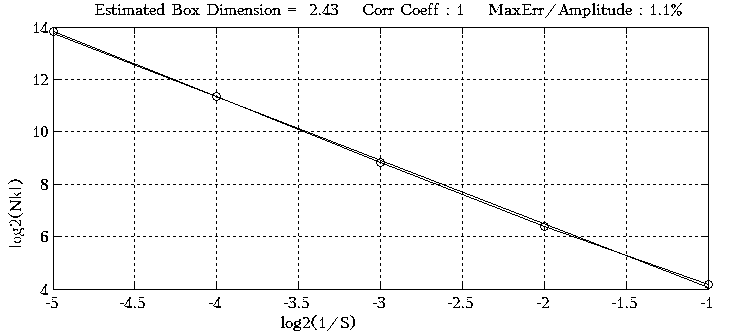 Estimated Box Dimension = 2.43 Corr Coeff : 1 MaxErr/Amplitude : 1.1%
14
12
10
8
6
4
log2(Nk)
-5 -4.5 -4 -3.5 -3 -2.5 -2 -1.5 -1
log2(1/S)